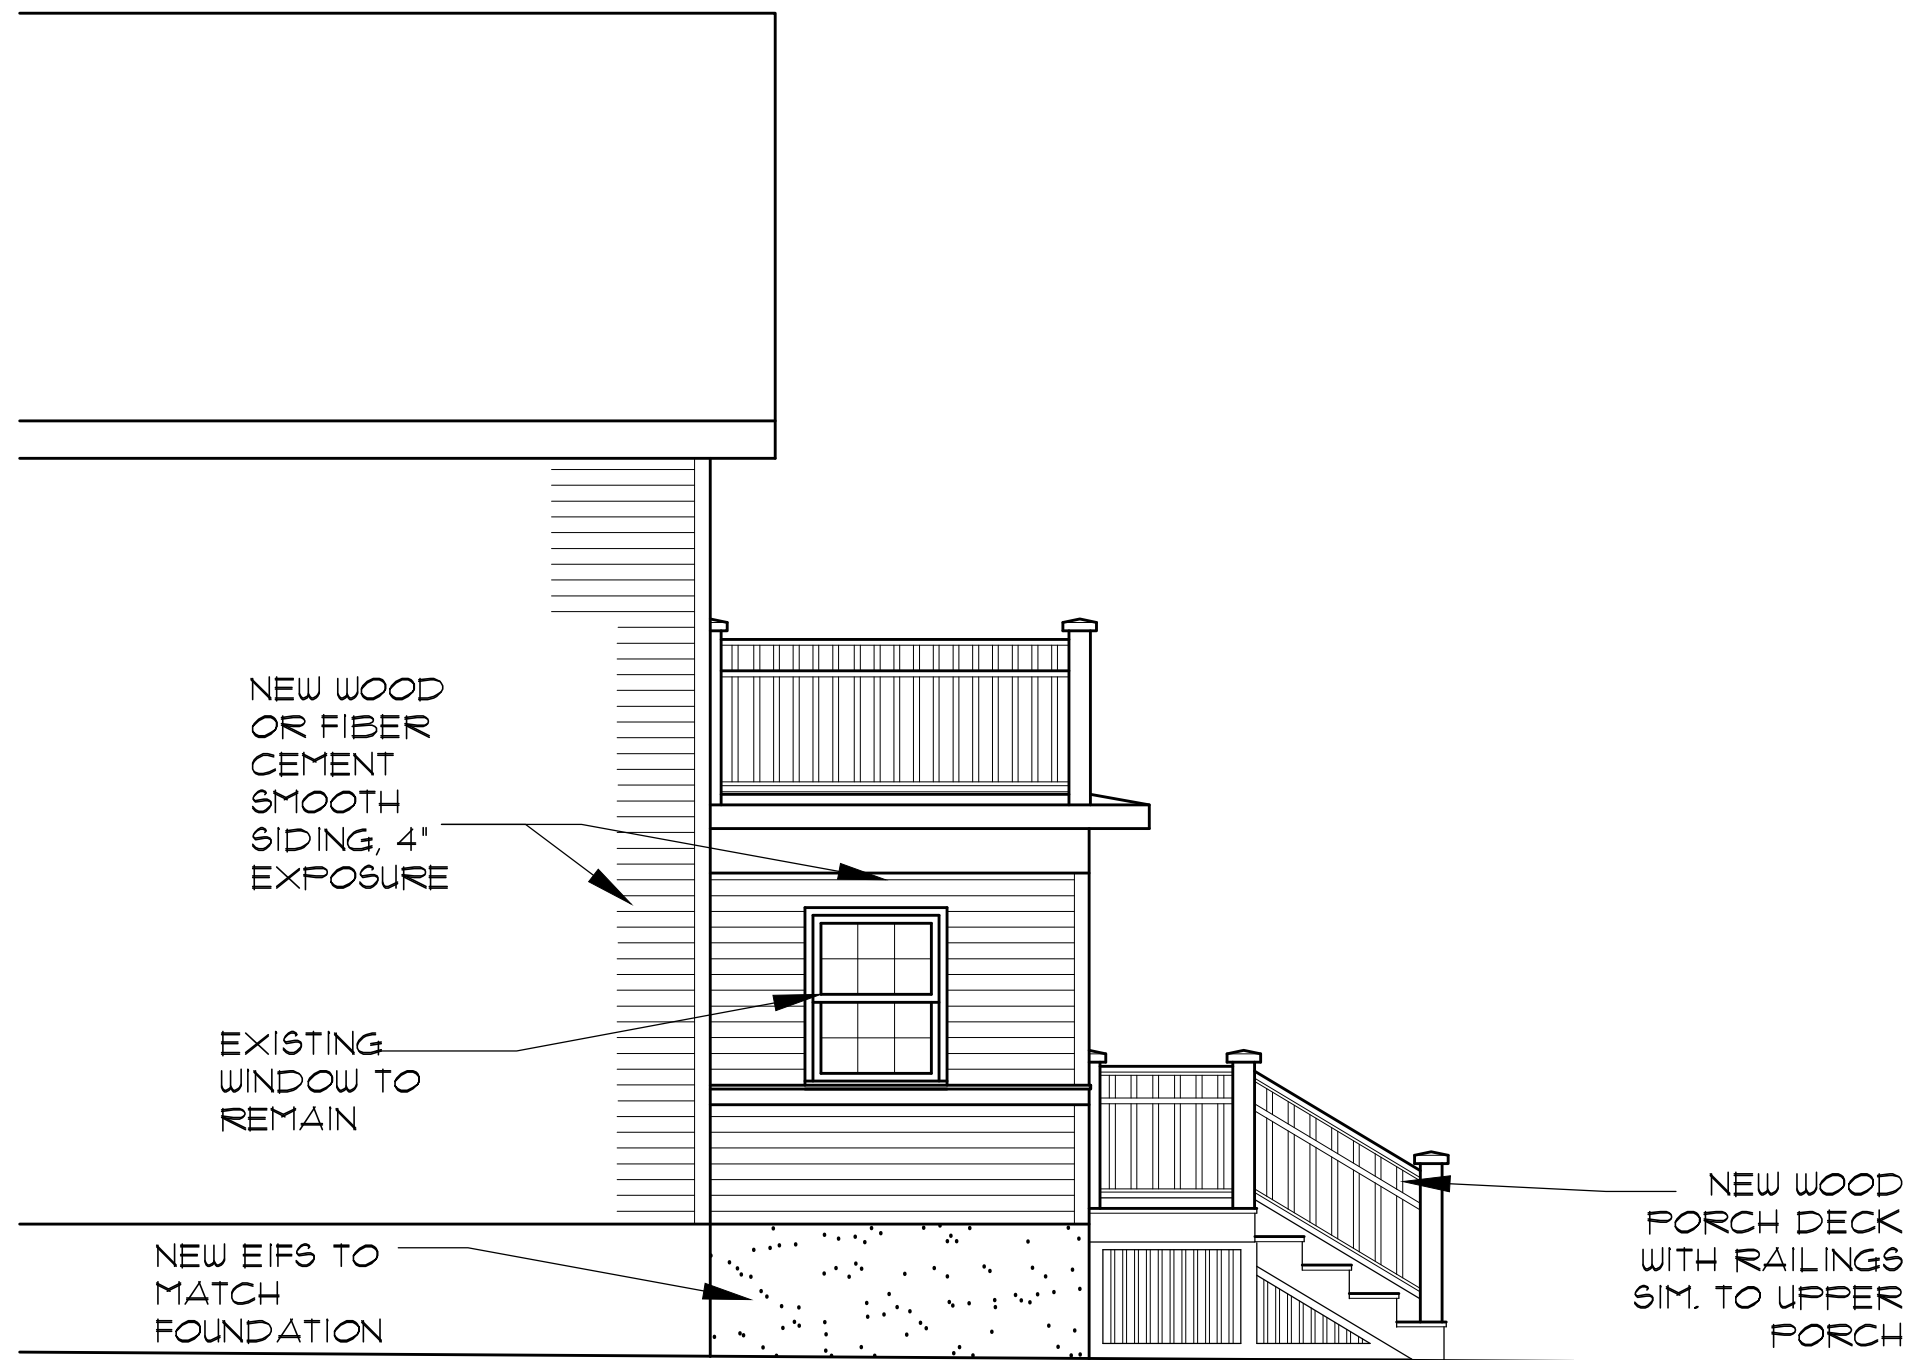 NEW WOOD
OR FIBER
CEMENT
SMOOTH
SIDING, 4"
EXPOSURE
EXISTING
WINDOW TO
REMAIN
NEW EIFS TO
MATCH
FOUNDATION
NEW WOOD
PORCH DECK
WITH RAILINGS
SIM. TO UPPER
PORCH